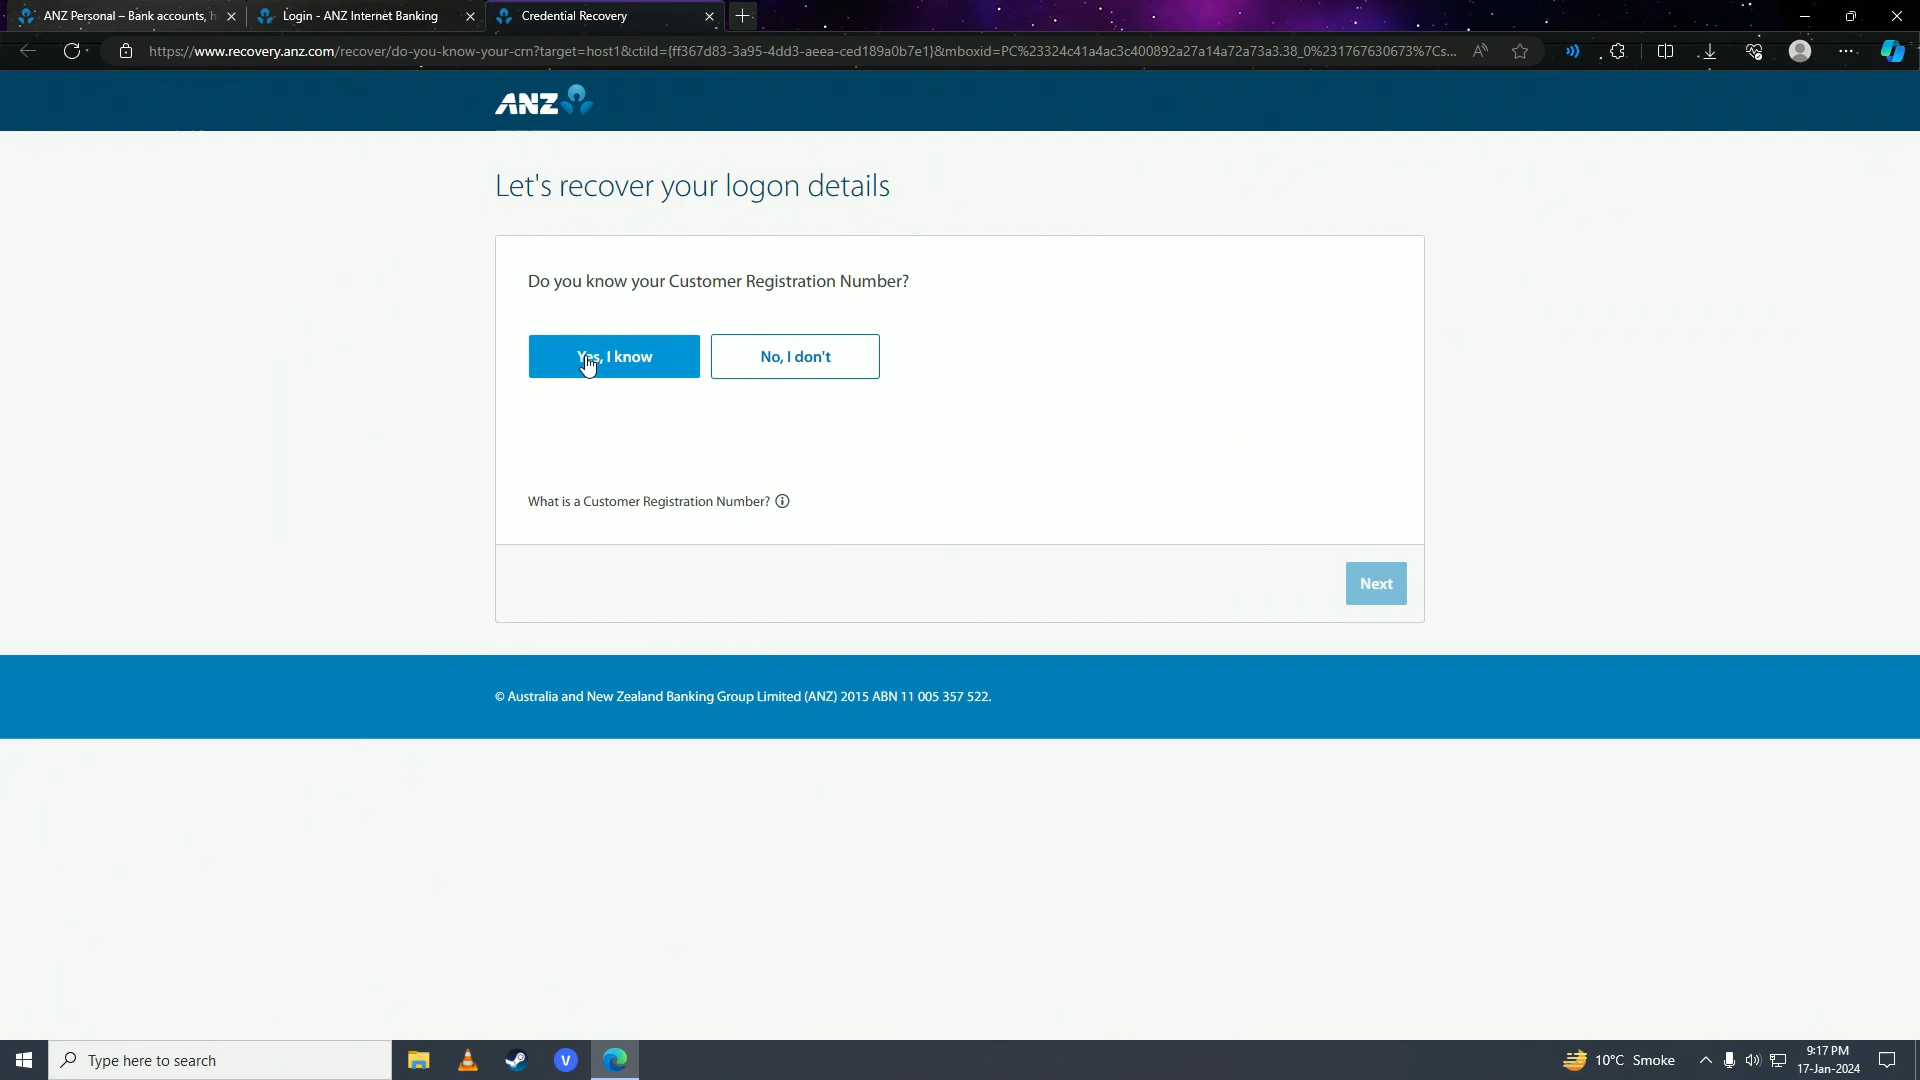 ANZ Personal – Bank accounts, h
Login - ANZ Internet Banking
Credential Recovery
https://www.recovery.anz.com/recover/do-you-know-your-crn?target=host1&ctiId={ff367d83-3a95-4dd3-aeea-ced189a0b7e1}&mboxid=PC%23324c41a4ac3c400892a27a14a72a73a3.38_0%231767630673%7Cs...
ANZ
Let's recover your logon details
Do you know your Customer Registration Number?
Yes, I know
No, I don't
What is a Customer Registration Number?
Next
© Australia and New Zealand Banking Group Limited (ANZ) 2015 ABN 11 005 357 522.
Type here to search
V
10°C Smoke
9:17 PM
17-Jan-2024